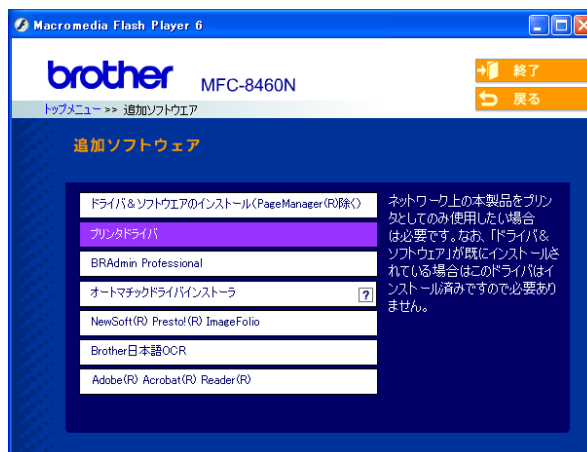 Macromedia Flash Player 6
brother MFC-8460N
終了
戻る
トップメニュー >> 追加ソフトウエア
追加ソフトウェア
ドライバ&ソフトウエアのインストール(PageManager(R)除く)
プリンタドライバ
BRAdmin Professional
オートマチックドライバインストーラ ?
NewSoft(R) Presto!(R) ImageFolio
Brother日本語OCR
Adobe(R) Acrobat(R) Reader(R)
ネットワーク上の本製品をプリン
タとしてのみ使用したい場合
は必要です。なお、「ドライバ&
ソフトウェア」が既にインストールさ
れている場合はこのドライバはイ
ンストール済みですので必要あり
ません。